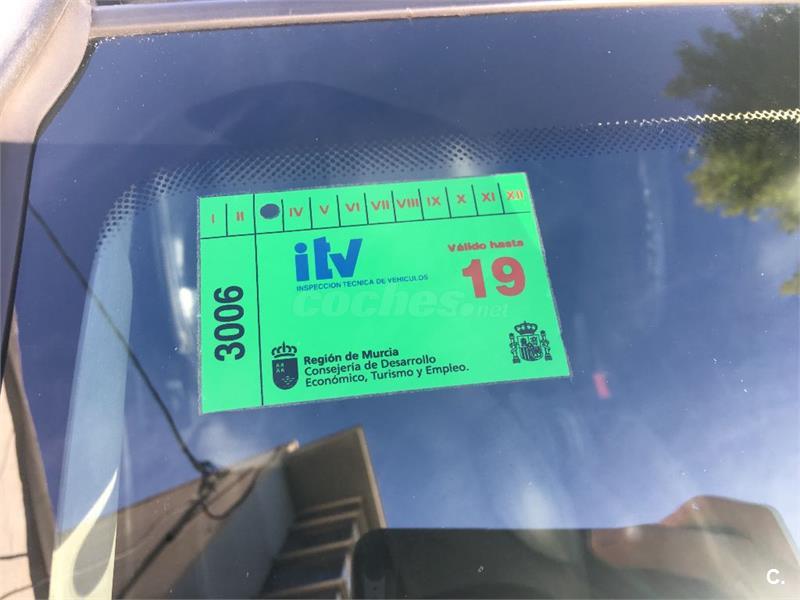 I II IV V VI VII VIII IX X XI XII
itv
INSPECCION TECNICA DE VEHICULOS
Válido hasta
19
3006
coches.net
Región de Murcia
Consejería de Desarrollo
Económico, Turismo y Empleo.
C.